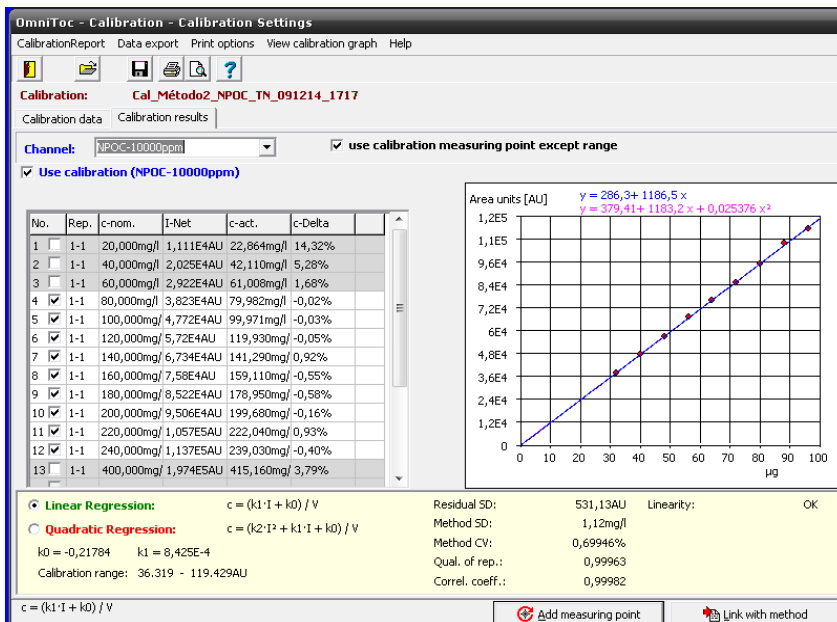 OmniToc - Calibration - Calibration Settings
CalibrationReport Data export Print options View calibration graph Help
Calibration: Cal_Método2_NPOC_TN_091214_1717
Calibration data Calibration results
Channel: NPOC-10000ppm use calibration measuring point except range
Use calibration (NPOC-10000ppm)
No. Rep. c-nom. I-Net c-act. c-Delta
1 1-1 20,000mg/l 1,111E4AU 22,864mg/l 14,32%
2 1-1 40,000mg/l 2,025E4AU 42,110mg/l 5,28%
3 1-1 60,000mg/l 2,922E4AU 61,008mg/l 1,68%
4 1-1 80,000mg/l 3,823E4AU 79,982mg/l -0,02%
5 1-1 100,000mg/ 4,772E4AU 99,971mg/l -0,03%
6 1-1 120,000mg/ 5,72E4AU 119,930mg/ -0,05%
7 1-1 140,000mg/ 6,734E4AU 141,290mg/ 0,92%
8 1-1 160,000mg/ 7,58E4AU 159,110mg/ -0,55%
9 1-1 180,000mg/ 8,522E4AU 178,950mg/ -0,58%
10 1-1 200,000mg/ 9,506E4AU 199,680mg/ -0,16%
11 1-1 220,000mg/ 1,057E5AU 222,040mg/ 0,93%
12 1-1 240,000mg/ 1,137E5AU 239,030mg/ -0,40%
13 1-1 400,000mg/ 1,974E5AU 415,160mg/ 3,79%
Area units [AU]
y = 286,3+ 1186,5 x
y = 379,41+ 1183,2 x + 0,025376 x²
1,2E5
1,1E5
9,6E4
8,4E4
7,2E4
6E4
4,8E4
3,6E4
2,4E4
1,2E4
0
0 10 20 30 40 50 60 70 80 90 100
µg
Linear Regression: c = (k1·I + k0) / V
Quadratic Regression: c = (k2·I² + k1·I + k0) / V
k0 = -0,21784 k1 = 8,425E-4
Calibration range: 36.319 - 119.429AU
Residual SD: 531,13AU Linearity: OK
Method SD: 1,12mg/l
Method CV: 0,69946%
Qual. of rep.: 0,99963
Correl. coeff.: 0,99982
c = (k1·I + k0) / V
Add measuring point Link with method